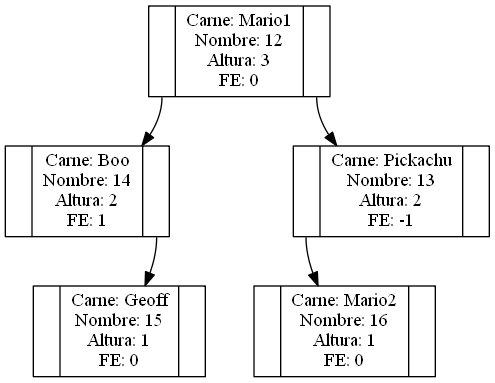 Carne: Mario1
Nombre: 12
Altura: 3
FE: 0
Carne: Boo
Nombre: 14
Altura: 2
FE: 1
Carne: Pickachu
Nombre: 13
Altura: 2
FE: -1
Carne: Geoff
Nombre: 15
Altura: 1
FE: 0
Carne: Mario2
Nombre: 16
Altura: 1
FE: 0